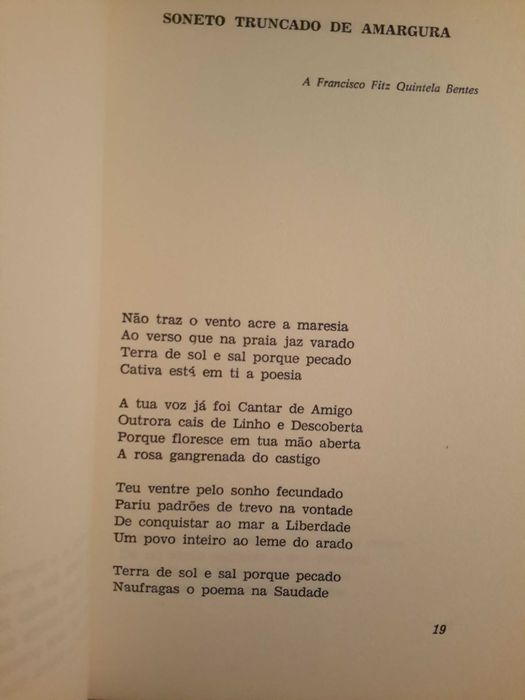 SONETO TRUNCADO DE AMARGURA
A Francisco Fitz Quintela Bentes
Não traz o vento acre a maresia
Ao verso que na praia jaz varado
Terra de sol e sal porque pecado
Cativa está em ti a poesia
A tua voz já foi Cantar de Amigo
Outrora cais de Linho e Descoberta
Porque floresce em tua mão aberta
A rosa gangrenada do castigo
Teu ventre pelo sonho fecundado
Pariu padrões de trevo na vontade
De conquistar ao mar a Liberdade
Um povo inteiro ao leme do arado
Terra de sol e sal porque pecado
Naufragas o poema na Saudade
19